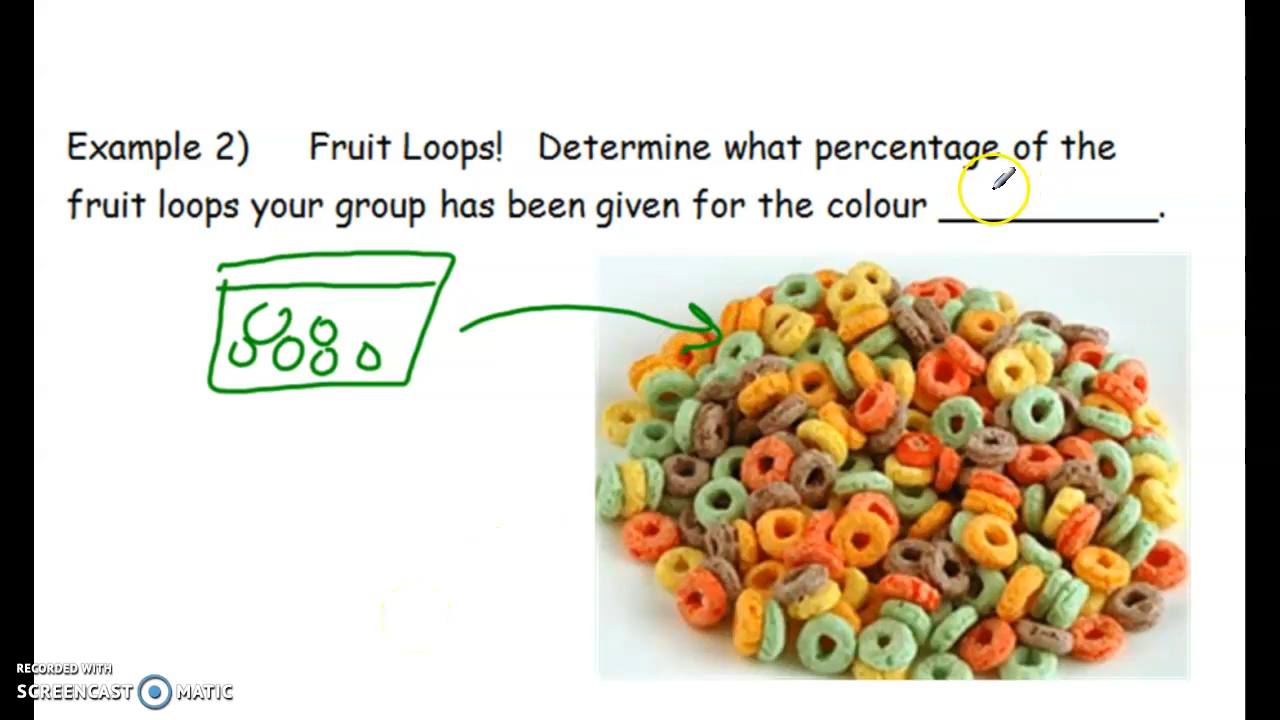 Example 2) Fruit Loops! Determine what percentage of the
fruit loops your group has been given for the colour ___________.
RECORDED WITH
SCREENCAST MATIC